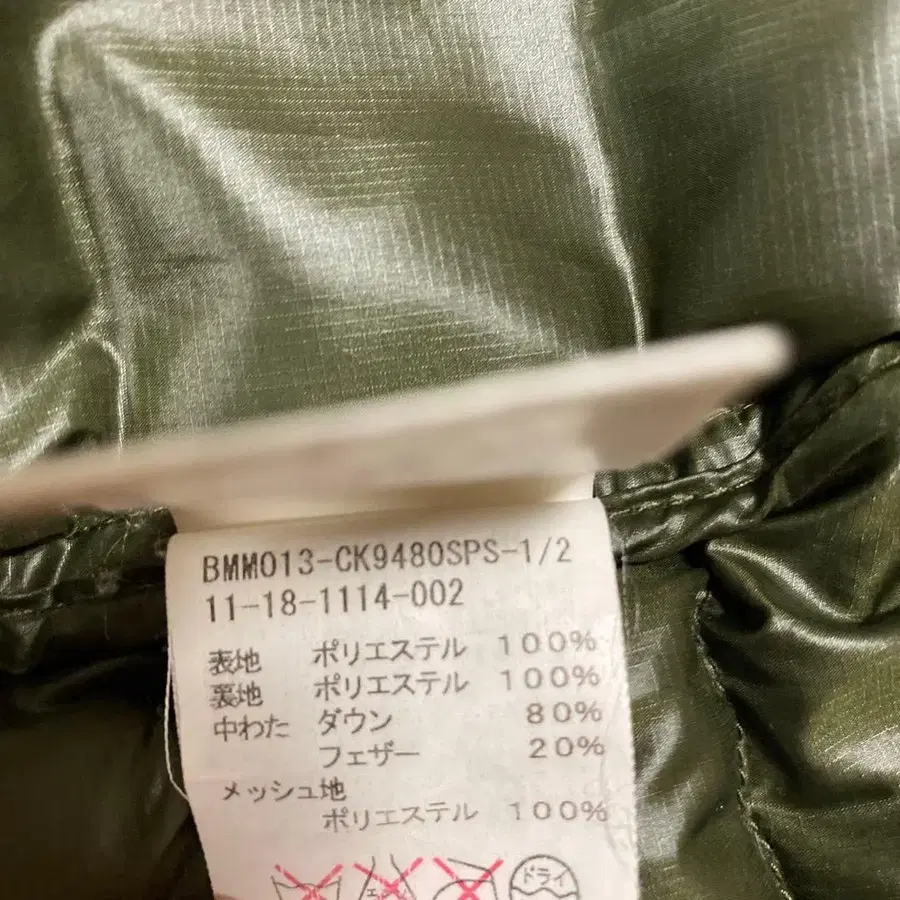 BMM013-CK9480SPS-1/2
11-18-1114-002
表地 ポリエステル 100%
裏地 ポリエステル 100%
中わた ダウン 80%
フェザー 20%
メッシュ地
ポリエステル 100%
ドライ